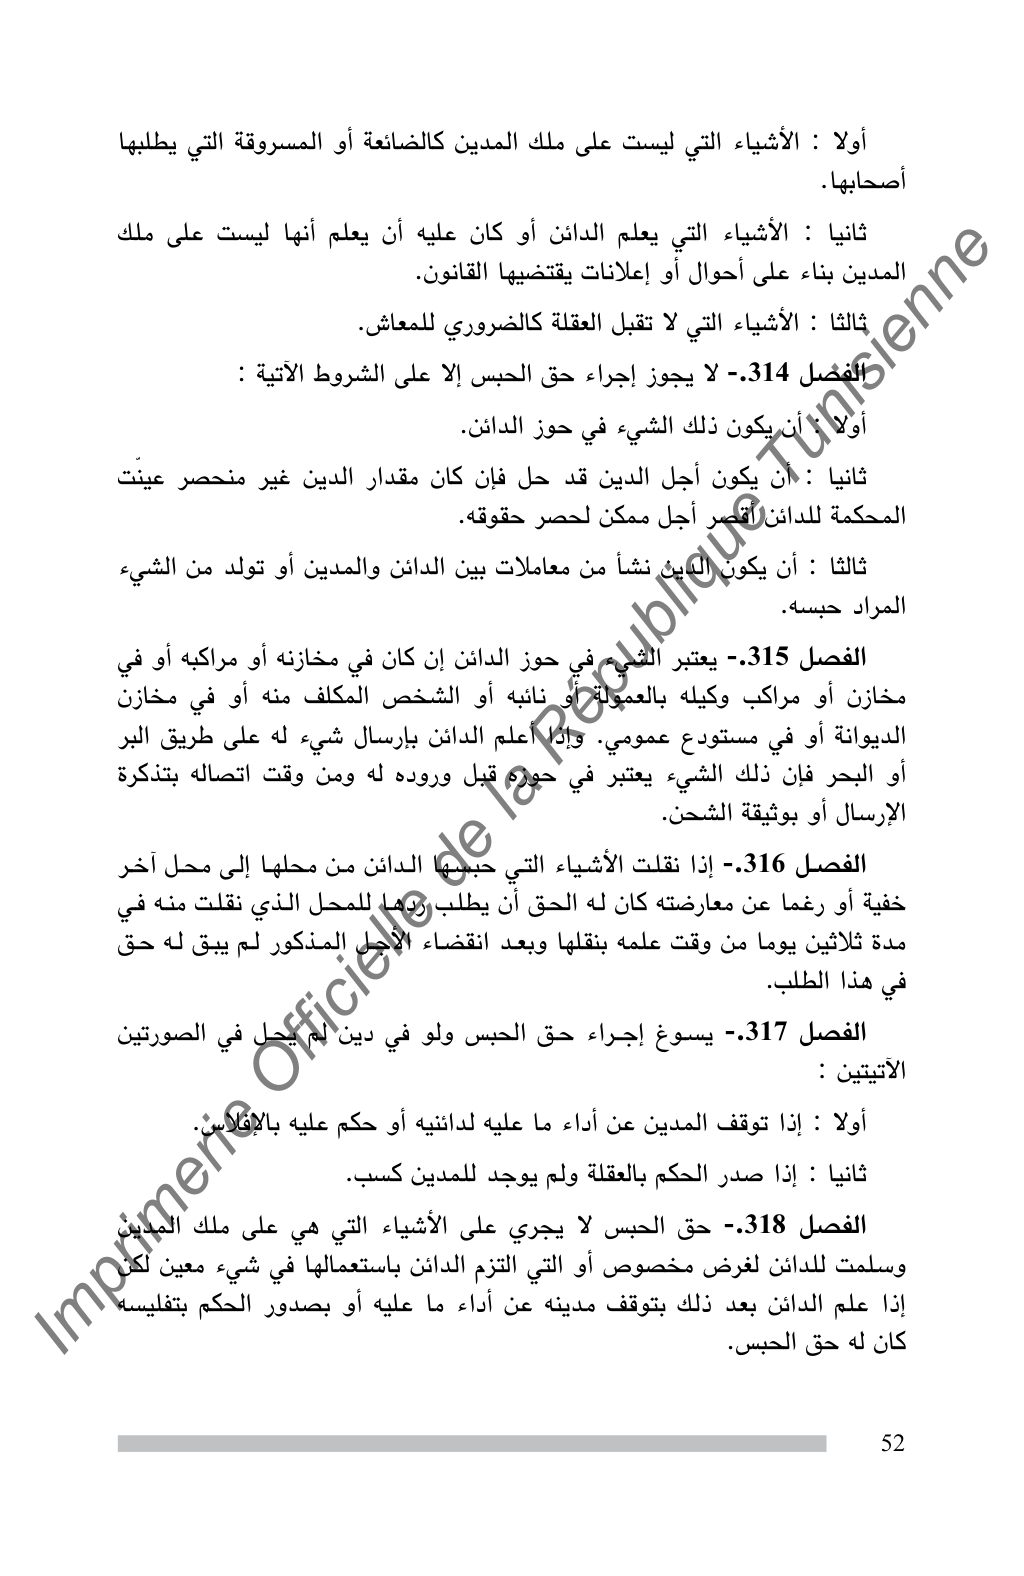 أولا : الأشياء التي ليست على ملك المدين كالضائعة أو المسروقة التي يطلبها
أصحابها.
ثانيا : الأشياء التي يعلم الدائن أو كان عليه أن يعلم أنها ليست على ملك
المدين بناء على أحوال أو إعلانات يقتضيها القانون.
ثالثا : الأشياء التي لا تقبل العقلة كالضروري للمعاش.
الفصل 314.- لا يجوز إجراء حق الحبس إلا على الشروط الآتية :
أولا : أن يكون ذلك الشيء في حوز الدائن.
ثانيا : أن يكون أجل الدين قد حل فإن كان مقدار الدين غير منحصر عينّت
المحكمة للدائن أقصر أجل ممكن لحصر حقوقه.
ثالثا : أن يكون الدين نشأ من معاملات بين الدائن والمدين أو تولد من الشيء
المراد حبسه.
الفصل 315.- يعتبر الشيء في حوز الدائن إن كان في مخازنه أو مراكبه أو في
مخازن أو مراكب وكيله بالعمولة أو نائبه أو الشخص المكلف منه أو في مخازن
الديوانة أو في مستودع عمومي. وإذا أعلم الدائن بإرسال شيء له على طريق البر
أو البحر فإن ذلك الشيء يعتبر في حوزه قبل وروده له ومن وقت اتصاله بتذكرة
الإرسال أو بوثيقة الشحن.
الفصل 316.- إذا نقلت الأشياء التي حبسها الدائن من محلها إلى محل آخر
خفية أو رغما عن معارضته كان له الحق أن يطلب ردها للمحل الذي نقلت منه في
مدة ثلاثين يوما من وقت علمه بنقلها وبعد انقضاء الأجل المذكور لم يبق له حق
في هذا الطلب.
الفصل 317.- يسوغ إجراء حق الحبس ولو في دين لم يحل في الصورتين
الآتيتين :
أولا : إذا توقف المدين عن أداء ما عليه لدائنيه أو حكم عليه بالإفلاس.
ثانيا : إذا صدر الحكم بالعقلة ولم يوجد للمدين كسب.
الفصل 318.- حق الحبس لا يجري على الأشياء التي هي على ملك المدين
وسلمت للدائن لغرض مخصوص أو التي التزم الدائن باستعمالها في شيء معين لكن
إذا علم الدائن بعد ذلك بتوقف مدينه عن أداء ما عليه أو بصدور الحكم بتفليسه
كان له حق الحبس.
52
Imprimerie Officielle de la République Tunisienne